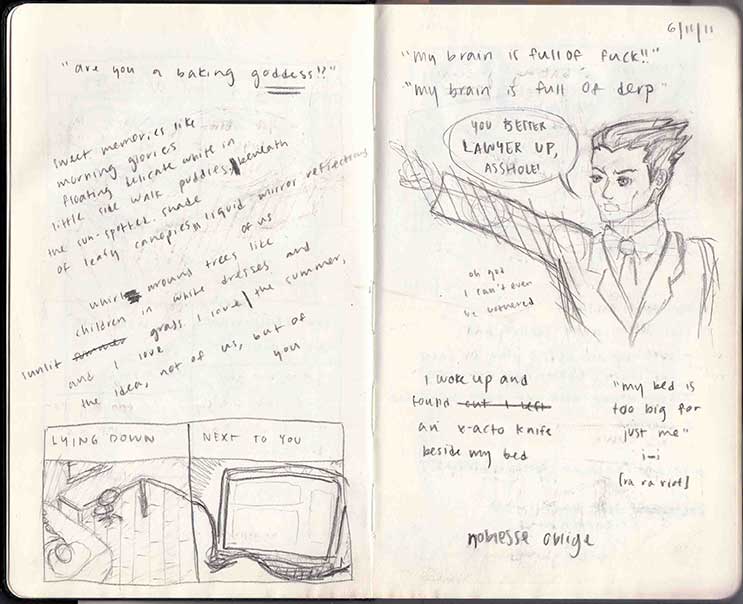 "are you a baking goddess!?"
sweet memories like
morning glories
floating delicate white in
little side walk puddles, beneath
the sun-spotted shade
of leafy canopies, liquid mirror reflections
of us
whirl around trees like
children in white dresses and
sunlit summer grass I love the summer,
and I love
the idea, not of us, but of
you
LYING DOWN
NEXT TO YOU
6/11/11
"my brain is full of fuck!!"
"my brain is full of derp"
YOU BETTER
LAWYER UP,
ASSHOLE!
oh god
I can't even
be bothered
I woke up and
found cut I left
an x-acto knife
beside my bed
"my bed is
too big for
just me"
i-i
[ra ra riot]
noblesse oblige